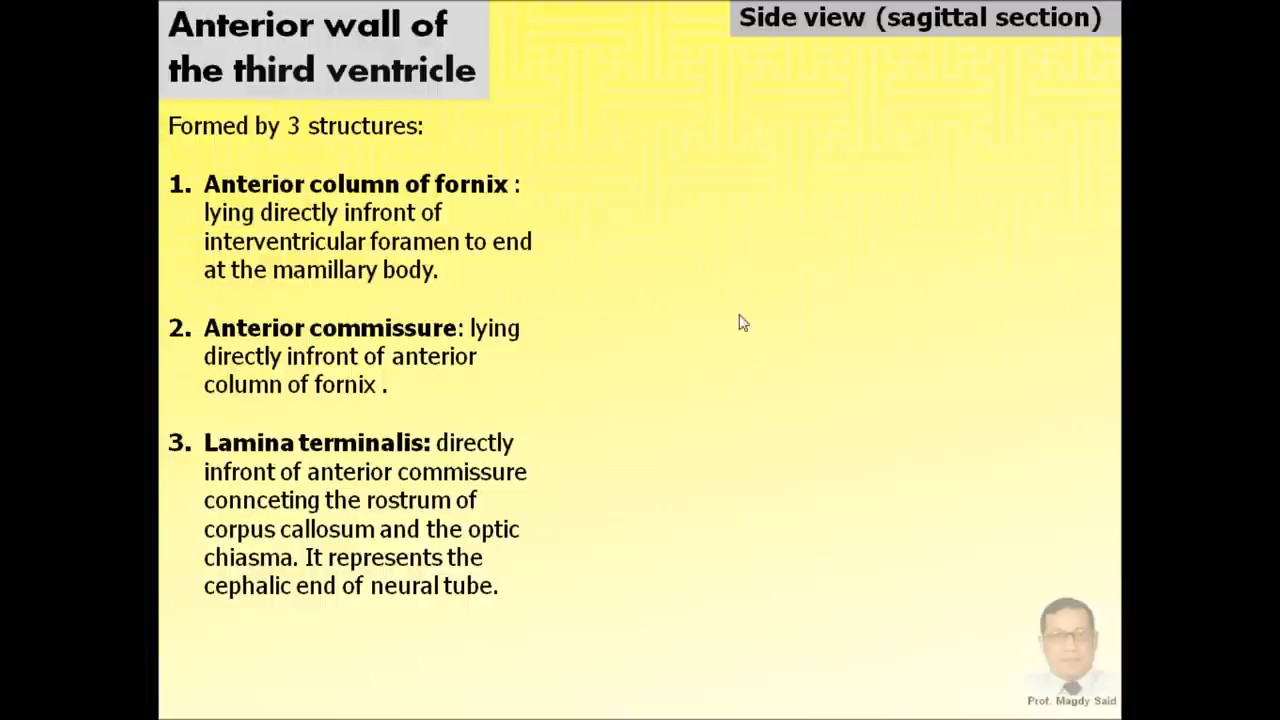 Anterior wall of
the third ventricle
Side view (sagittal section)
Formed by 3 structures:
1. Anterior column of fornix :
lying directly infront of
interventricular foramen to end
at the mamillary body.
2. Anterior commissure: lying
directly infront of anterior
column of fornix .
3. Lamina terminalis: directly
infront of anterior commissure
connceting the rostrum of
corpus callosum and the optic
chiasma. It represents the
cephalic end of neural tube.
Prof. Magdy Said